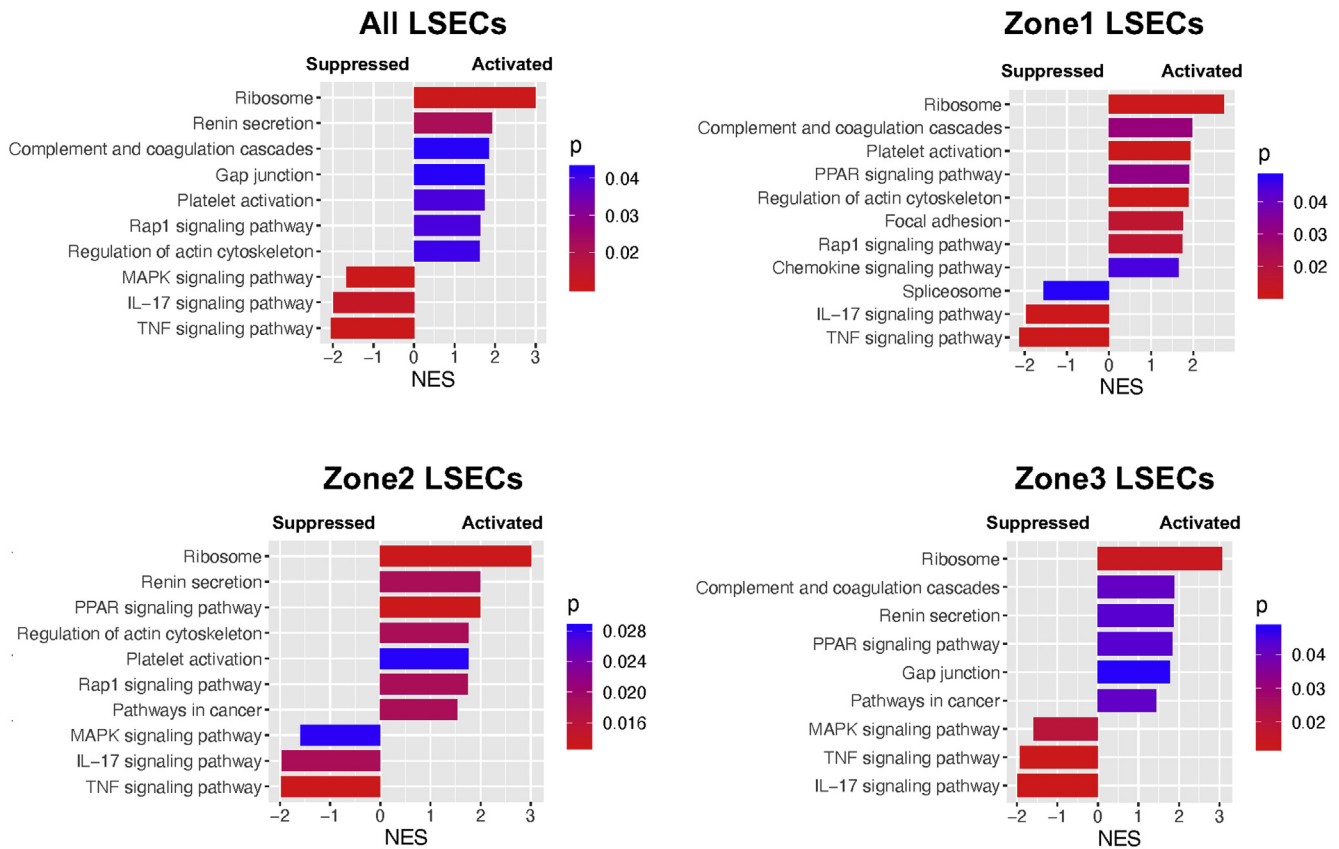 All LSECs
Suppressed Activated
Ribosome
Renin secretion
Complement and coagulation cascades
Gap junction
Platelet activation
Rap1 signaling pathway
Regulation of actin cytoskeleton
MAPK signaling pathway
IL−17 signaling pathway
TNF signaling pathway
−2 −1 0 1 2 3
NES
p
0.04
0.03
0.02
Zone1 LSECs
Suppressed Activated
Ribosome
Complement and coagulation cascades
Platelet activation
PPAR signaling pathway
Regulation of actin cytoskeleton
Focal adhesion
Rap1 signaling pathway
Chemokine signaling pathway
Spliceosome
IL−17 signaling pathway
TNF signaling pathway
−2 −1 0 1 2
NES
p
0.04
0.03
0.02
Zone2 LSECs
Suppressed Activated
Ribosome
Renin secretion
PPAR signaling pathway
Regulation of actin cytoskeleton
Platelet activation
Rap1 signaling pathway
Pathways in cancer
MAPK signaling pathway
IL−17 signaling pathway
TNF signaling pathway
−2 −1 0 1 2 3
NES
p
0.028
0.024
0.020
0.016
Zone3 LSECs
Suppressed Activated
Ribosome
Complement and coagulation cascades
Renin secretion
PPAR signaling pathway
Gap junction
Pathways in cancer
MAPK signaling pathway
TNF signaling pathway
IL−17 signaling pathway
−2 −1 0 1 2 3
NES
p
0.04
0.03
0.02